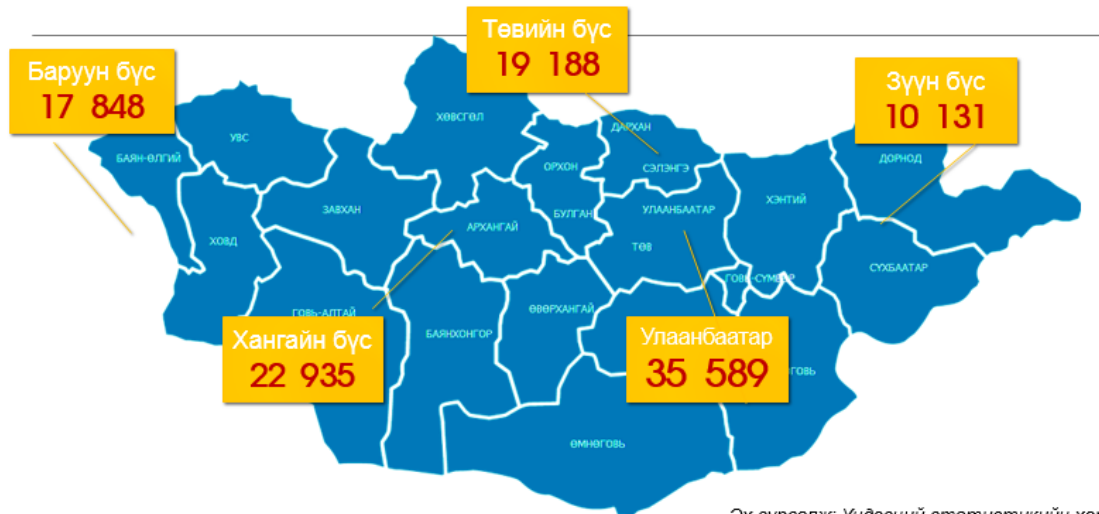 Төвийн бүс
19 188
Баруун бүс
17 848
Зүүн бүс
10 131
ХӨВСГӨЛ
ДАРХАН
УВС
БАЯН-ӨЛГИЙ
ОРХОН
СЭЛЭНГЭ
ДОРНОД
ЗАВХАН
БУЛГАН
УЛААНБААТАР
ХЭНТИЙ
АРХАНГАЙ
ХОВД
ТӨВ
СҮХБААТАР
ГОВЬ-СҮМБЭР
ГОВЬ-АЛТАЙ
ӨВӨРХАНГАЙ
БАЯНХОНГОР
Хангайн бүс
22 935
Улаанбаатар
35 589
ӨМНӨГОВЬ